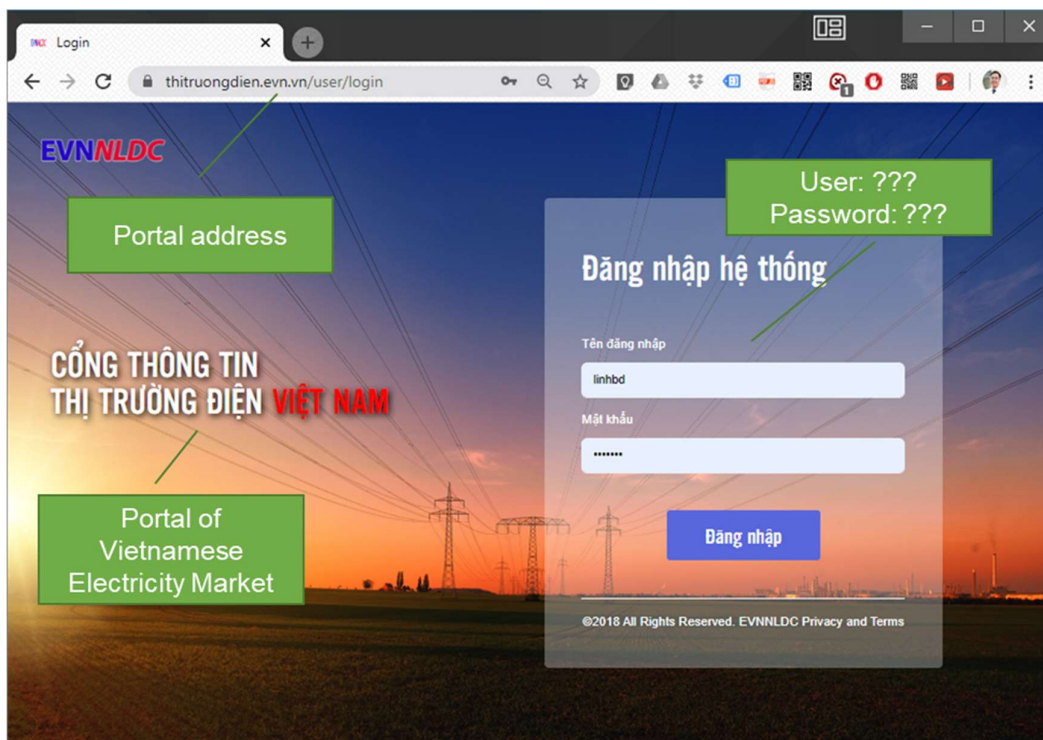 Login
thitruongdien.evn.vn/user/login
1
EVNNLDC
Portal address
User: ???
Password: ???
Đăng nhập hệ thống
Tên đăng nhập
linhbd
Mật khẩu
•••••••
Đăng nhập
©2018 All Rights Reserved. EVNNLDC Privacy and Terms
CỔNG THÔNG TIN
THỊ TRƯỜNG ĐIỆN VIỆT NAM
Portal of
Vietnamese
Electricity Market